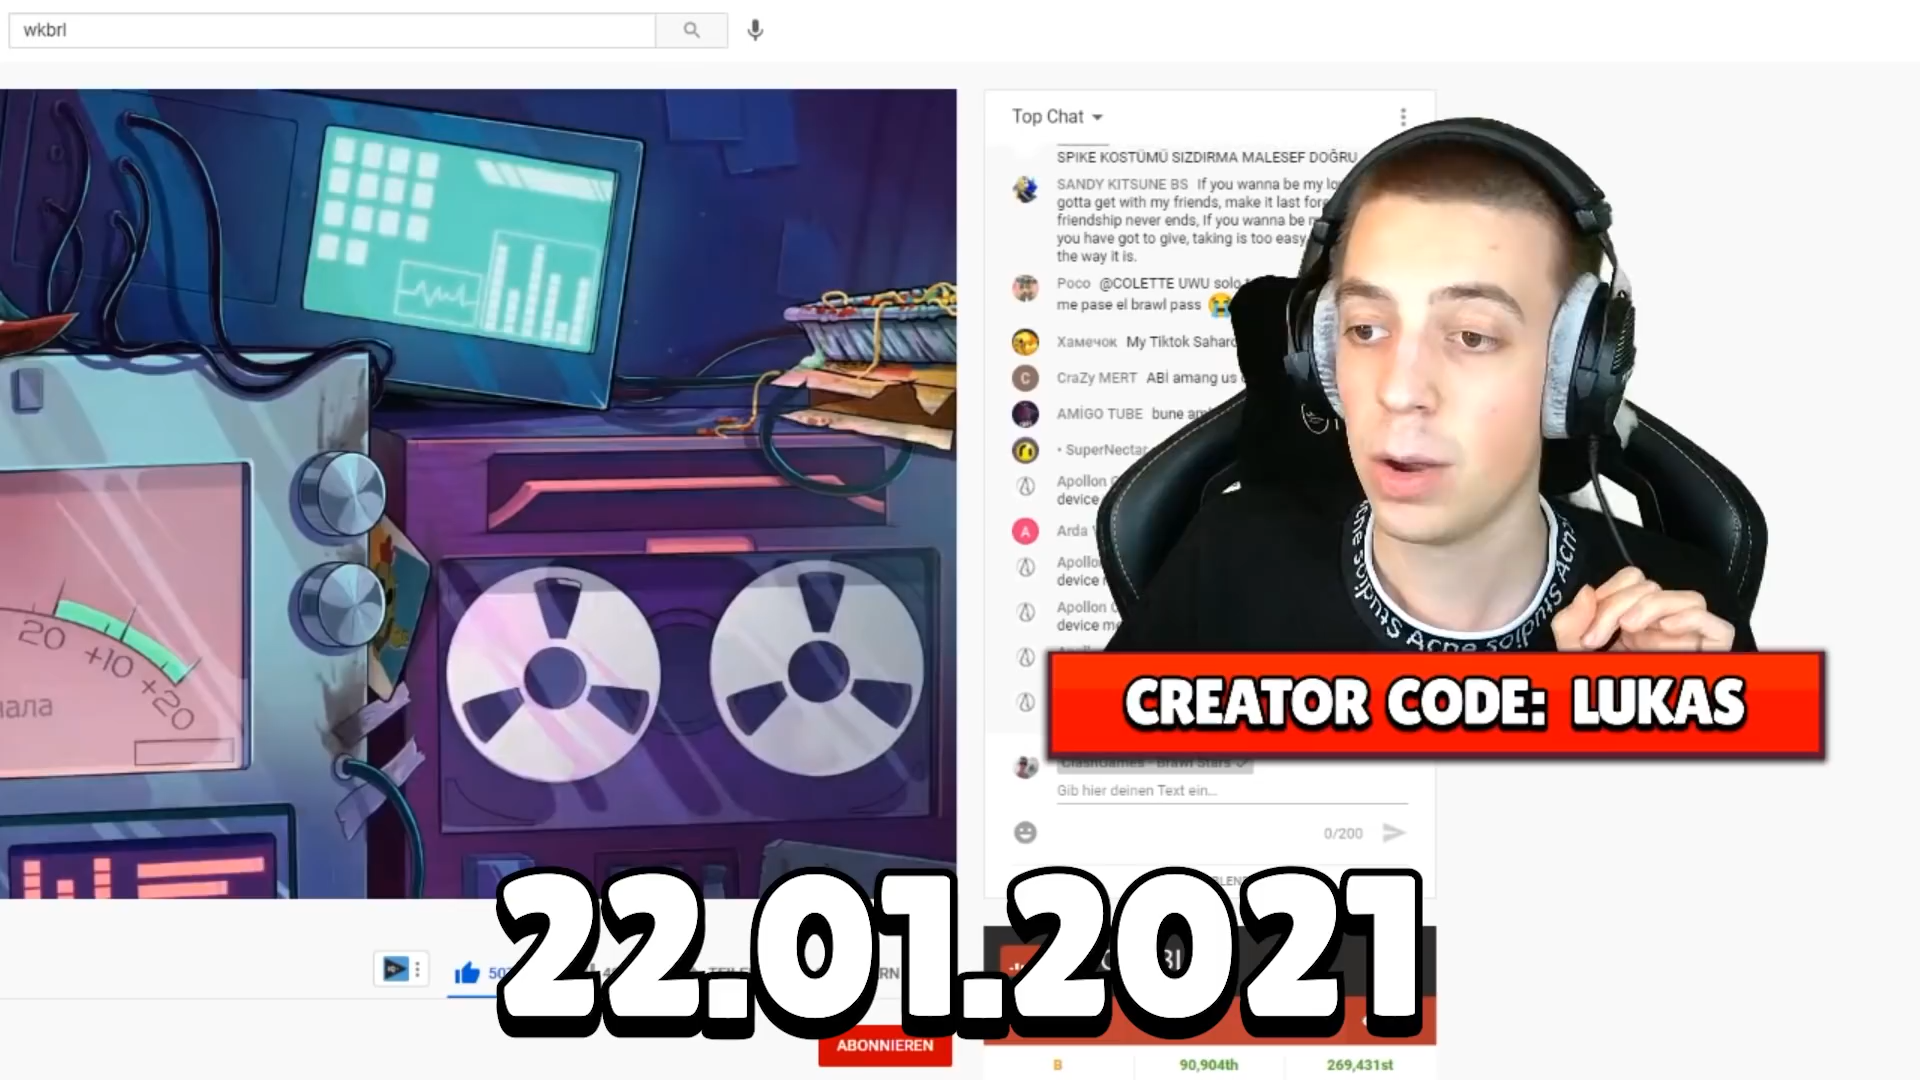 wkbrl
Top Chat
SPIKE KOSTÜMÜ SIZDIRMA MALESEF DOĞRU
SANDY KITSUNE BS If you wanna be my
gotta get with my friends, make it last
friendship never ends, If you wanna be
you have got to give, taking is too easy
the way it is.
Poco @COLETTE UWU solo
me pase el brawl pass
Хамечок My Tiktok
CraZy MERT ABİ amang us
AMİGO TUBE bune
• SuperNectar
Apollon
device
Arda
Apollo
device
Apollon
device
20
+10
+20
CREATOR CODE: LUKAS
ClashGames - Brawl Stars
Gib hier deinen Text ein...
0/200
22.01.2021
ABONNIEREN
B
90,904th
269,431st